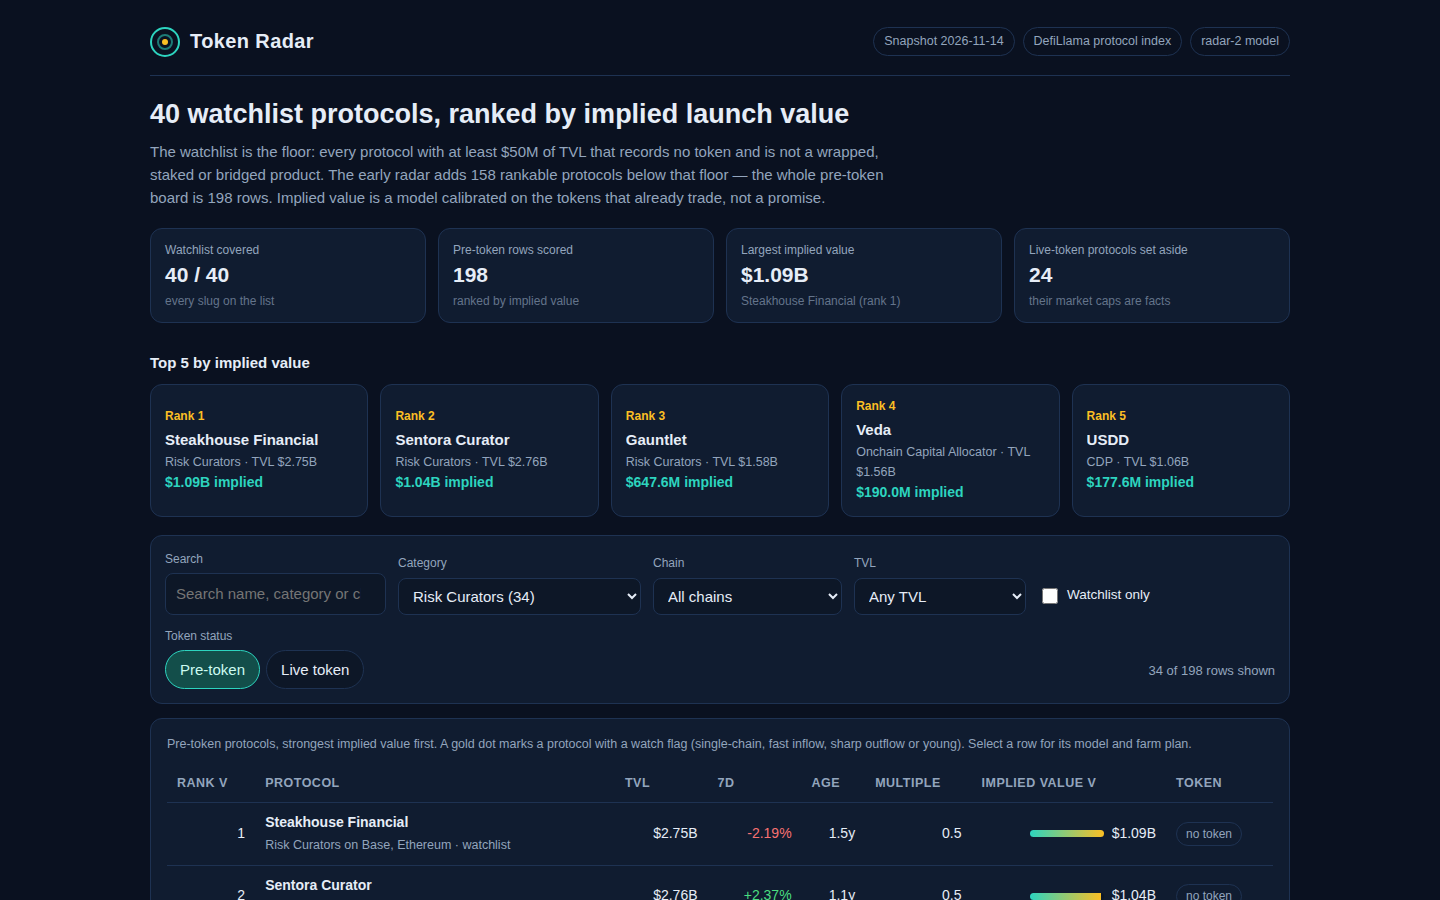 Token Radar
Snapshot 2026-11-14
DefiLlama protocol index
radar-2 model
40 watchlist protocols, ranked by implied launch value
The watchlist is the floor: every protocol with at least $50M of TVL that records no token and is not a wrapped,
staked or bridged product. The early radar adds 158 rankable protocols below that floor — the whole pre-token
board is 198 rows. Implied value is a model calibrated on the tokens that already trade, not a promise.
Watchlist covered
40 / 40
every slug on the list
Pre-token rows scored
198
ranked by implied value
Largest implied value
$1.09B
Steakhouse Financial (rank 1)
Live-token protocols set aside
24
their market caps are facts
Top 5 by implied value
Rank 1
Steakhouse Financial
Risk Curators · TVL $2.75B
$1.09B implied
Rank 2
Sentora Curator
Risk Curators · TVL $2.76B
$1.04B implied
Rank 3
Gauntlet
Risk Curators · TVL $1.58B
$647.6M implied
Rank 4
Veda
Onchain Capital Allocator · TVL
$1.56B
$190.0M implied
Rank 5
USDD
CDP · TVL $1.06B
$177.6M implied
Search
Search name, category or c
Category
Risk Curators (34)
Chain
All chains
TVL
Any TVL
Watchlist only
Token status
Pre-token
Live token
34 of 198 rows shown
Pre-token protocols, strongest implied value first. A gold dot marks a protocol with a watch flag (single-chain, fast inflow, sharp outflow or young). Select a row for its model and farm plan.
RANK V PROTOCOL TVL 7D AGE MULTIPLE IMPLIED VALUE V TOKEN
1 Steakhouse Financial $2.75B -2.19% 1.5y 0.5 $1.09B no token
Risk Curators on Base, Ethereum · watchlist
2 Sentora Curator $2.76B +2.37% 1.1y 0.5 $1.04B no token